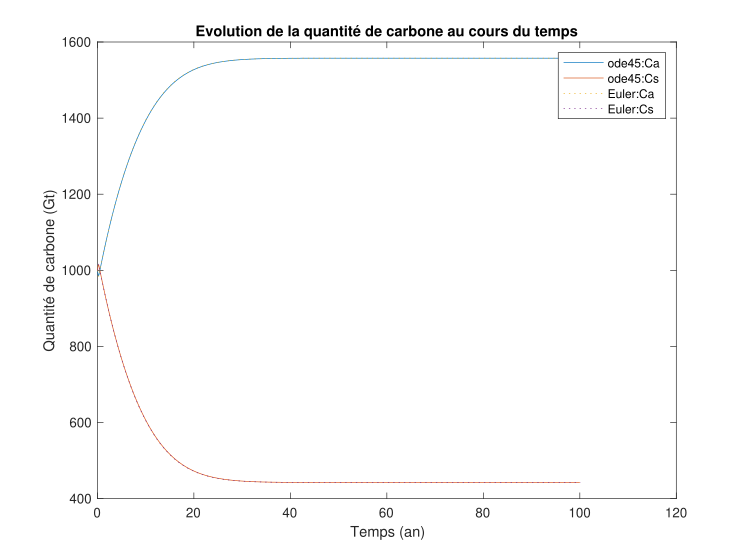 Evolution de la quantité de carbone au cours du temps
1600
1400
1200
1000
800
600
400
0
20
40
60
80
100
120
Quantité de carbone (Gt)
Temps (an)
ode45:Ca
ode45:Cs
Euler:Ca
Euler:Cs